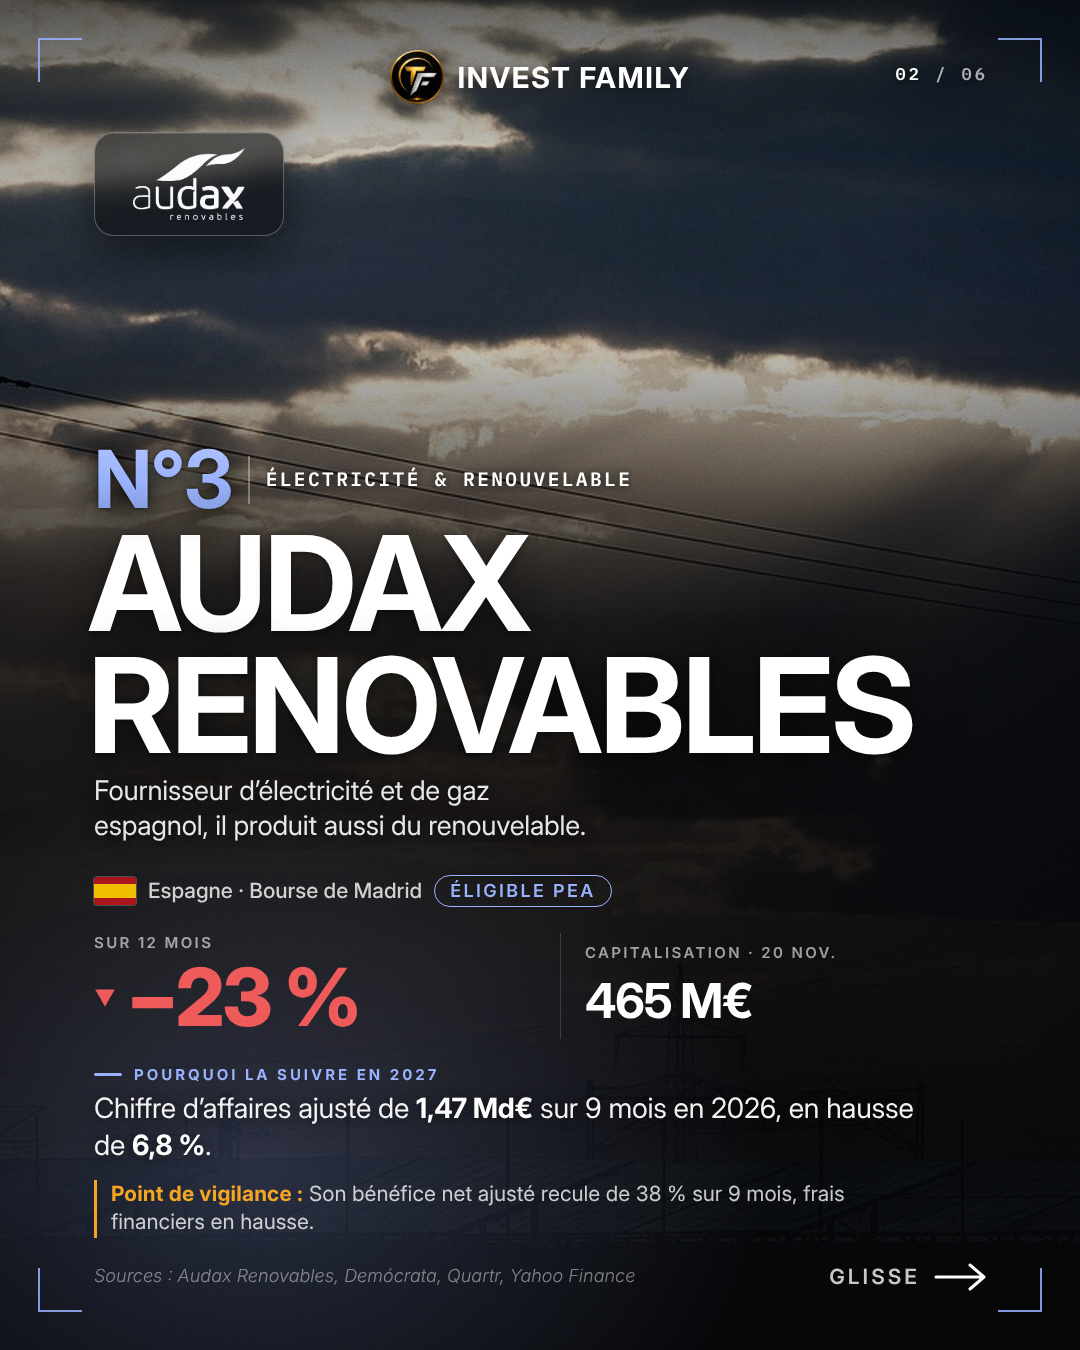 TF INVEST FAMILY
02 / 06
audax
renovables
N°3 ÉLECTRICITÉ & RENOUVELABLE
AUDAX
RENOVABLES
Fournisseur d’électricité et de gaz
espagnol, il produit aussi du renouvelable.
Espagne · Bourse de Madrid ÉLIGIBLE PEA
SUR 12 MOIS
–23 %
CAPITALISATION · 20 NOV.
465 M€
POURQUOI LA SUIVRE EN 2027
Chiffre d’affaires ajusté de 1,47 Md€ sur 9 mois en 2026, en hausse
de 6,8 %.
Point de vigilance : Son bénéfice net ajusté recule de 38 % sur 9 mois, frais
financiers en hausse.
Sources : Audax Renovables, Demócrata, Quartr, Yahoo Finance
GLISSE